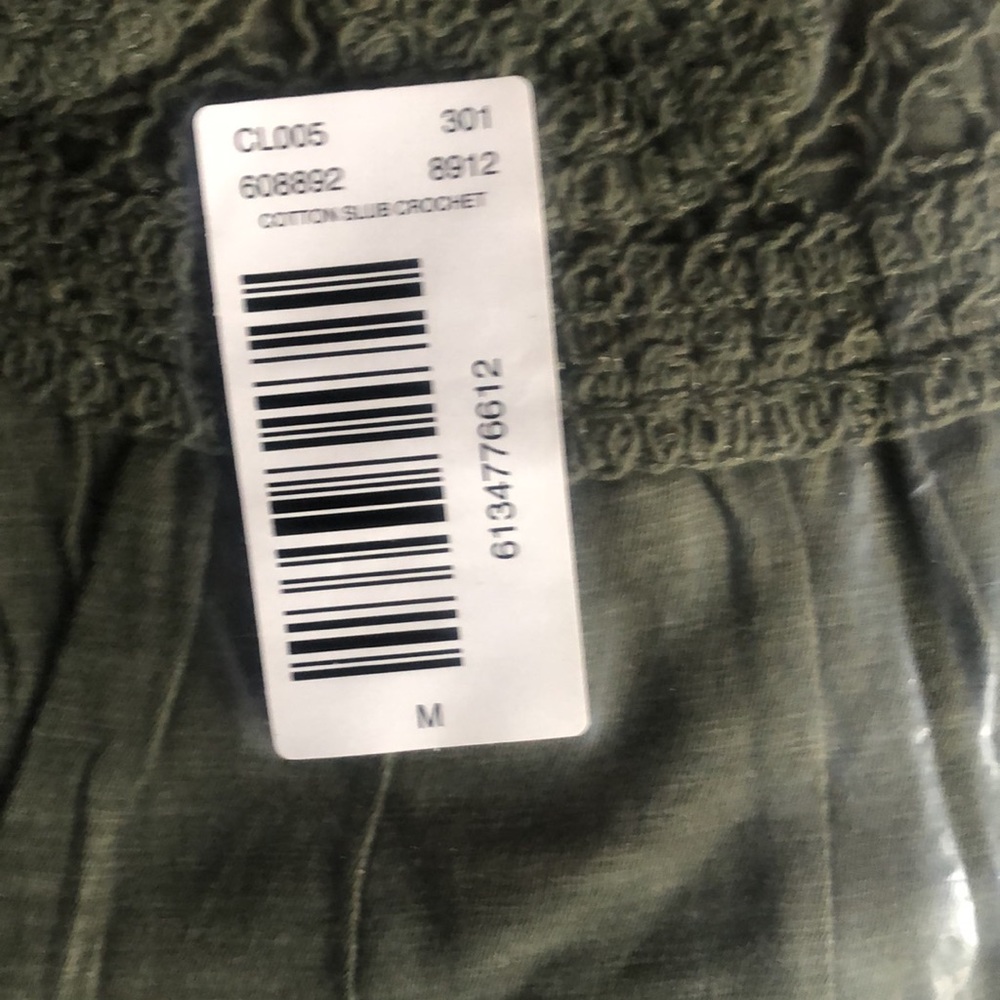 CL005 301
608892 8912
COTTON SLUB CROCHET
6134776612
M